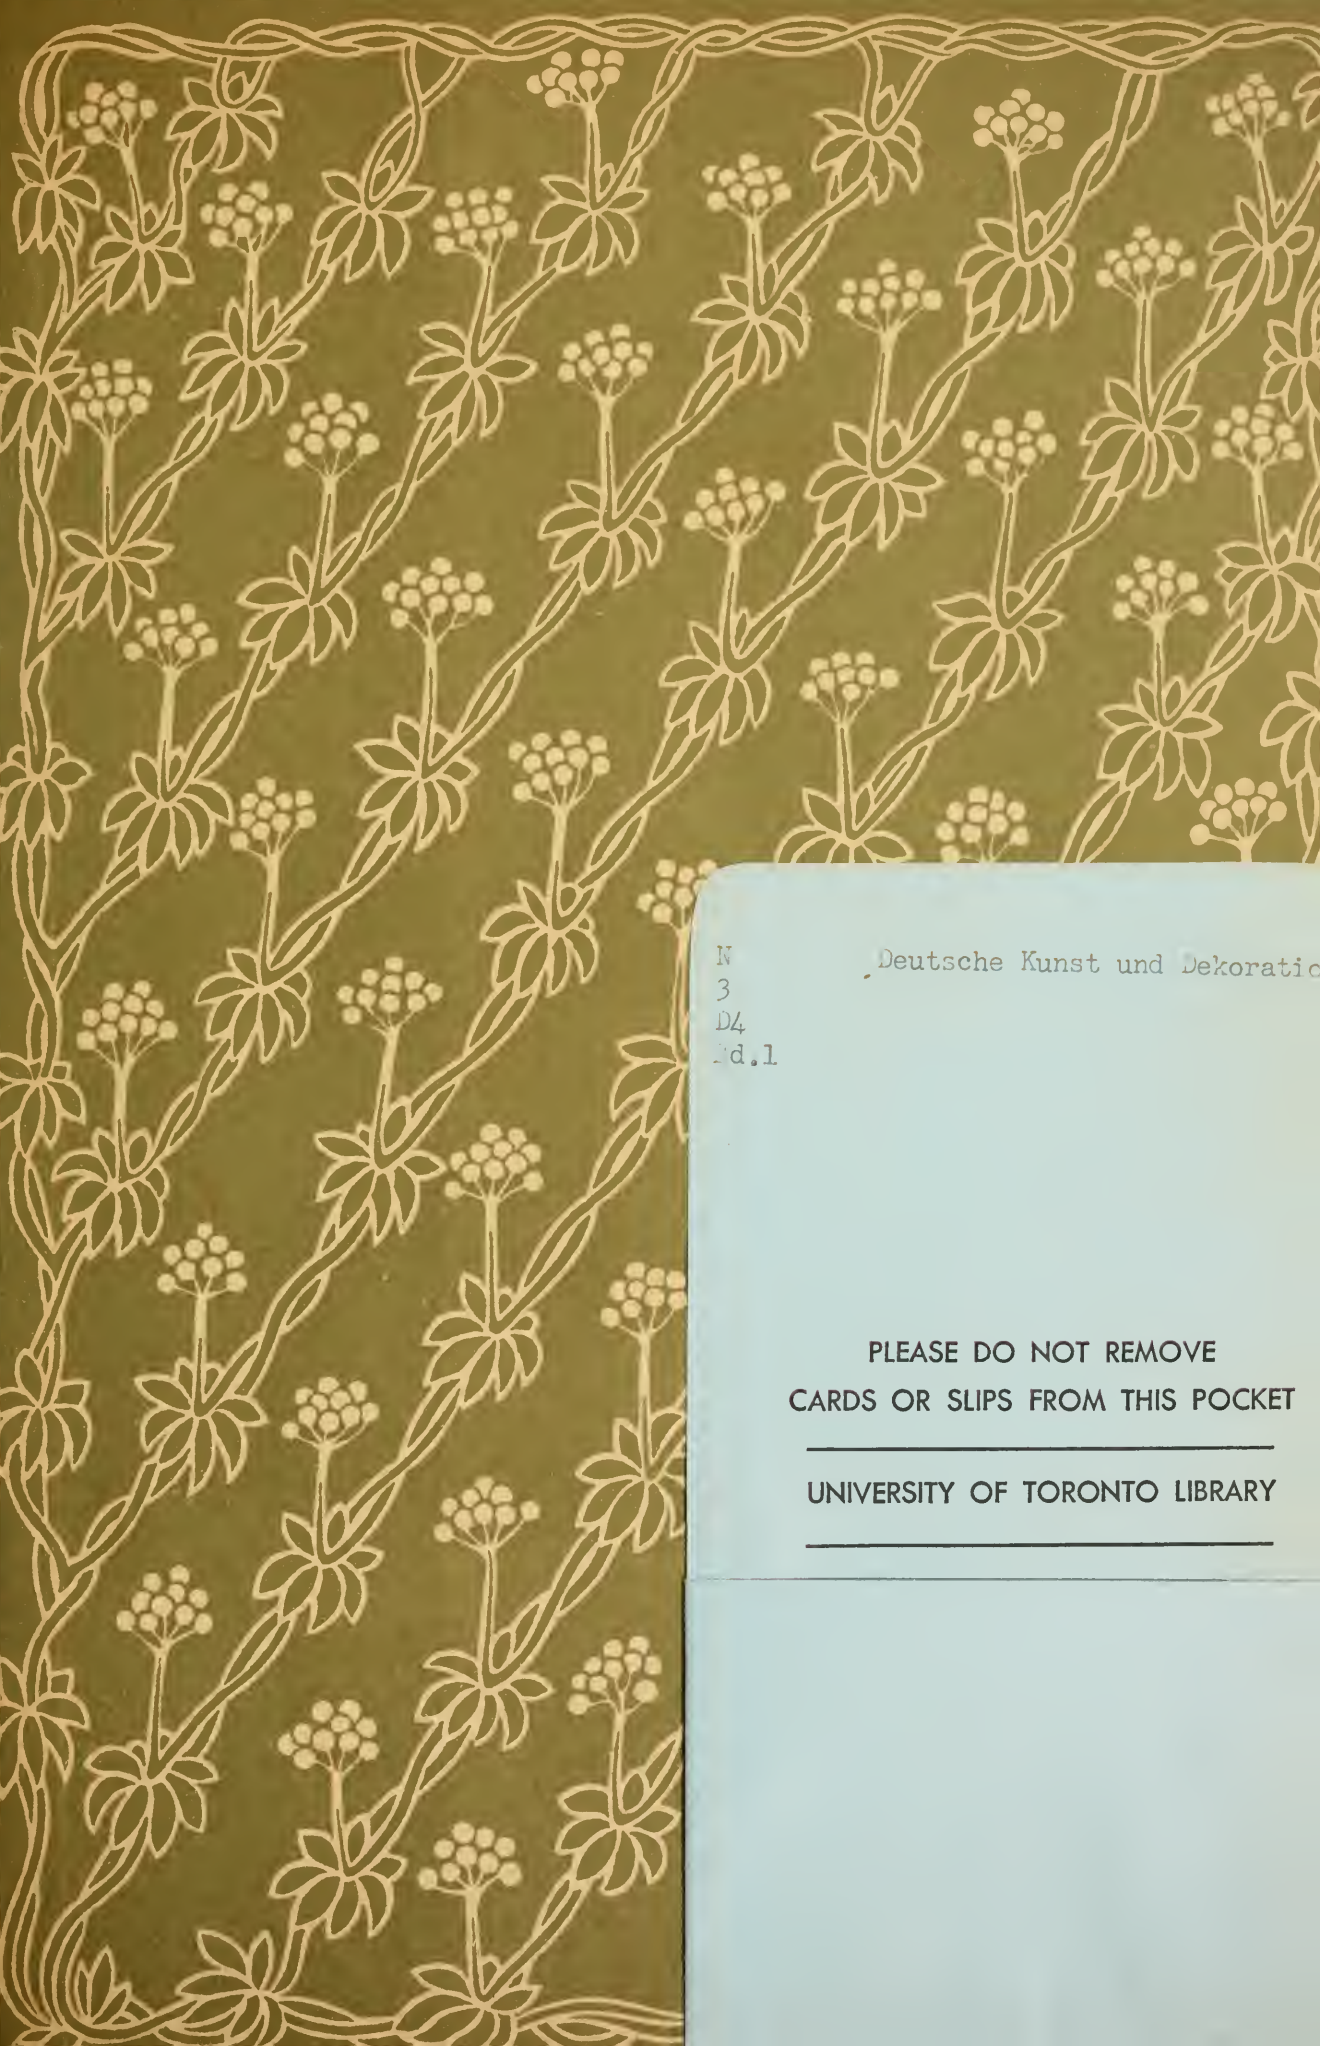 N
3
D4
d.1
Deutsche Kunst und Dekoratio
PLEASE DO NOT REMOVE
CARDS OR SLIPS FROM THIS POCKET
UNIVERSITY OF TORONTO LIBRARY